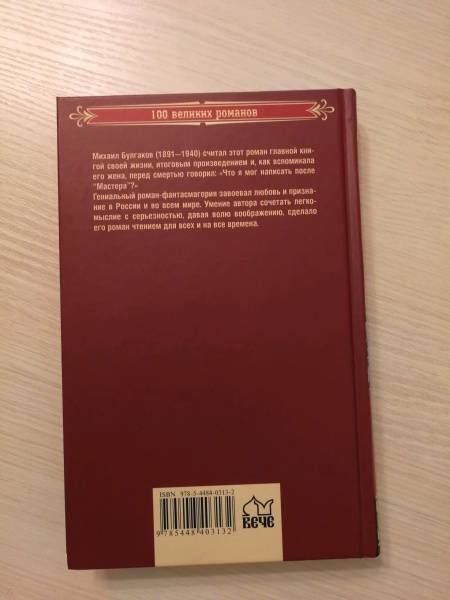 100 великих романов
Михаил Булгаков (1891—1940) считал этот роман главной кни-
гой своей жизни, итоговым произведением и, как вспоминала
его жена, перед смертью говорил: «Что я мог написать после
"Мастера"?»
Гениальный роман-фантасмагория завоевал любовь и призна-
ние в России и во всем мире. Умение автора сочетать легко-
мыслие с серьезностью, давая волю воображению, сделало
его роман чтением для всех и на все времена.
ISBN 978-5-4484-0313-2
9785448403132
ВЕЧЕ